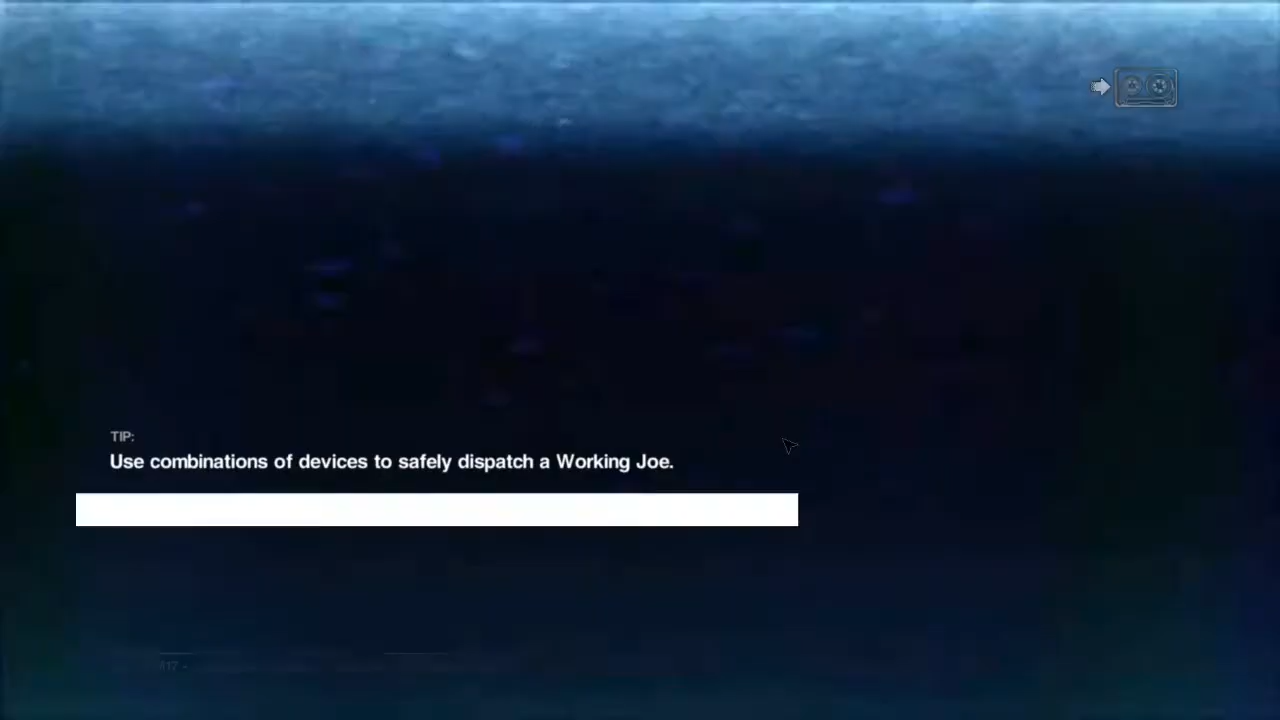 TIP:
Use combinations of devices to safely dispatch a Working Joe.